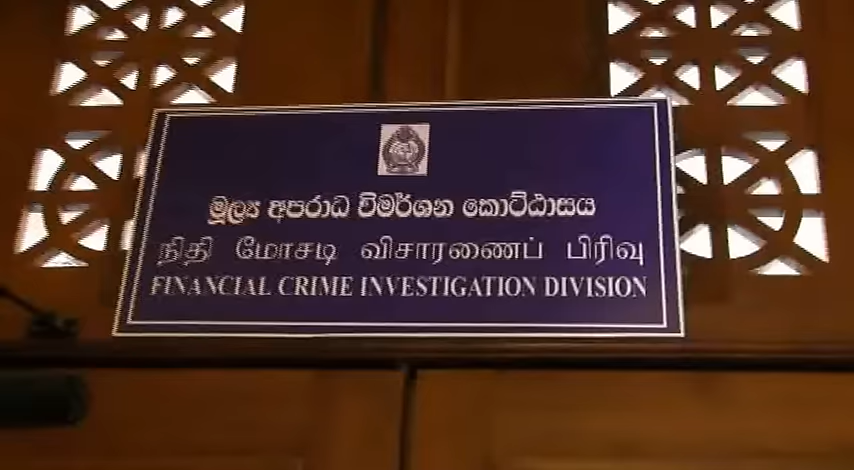 මූල්‍ය අපරාධ විමර්ශන කොට්ඨාසය
நிதி மோசடி விசாரணைப் பிரிவு
FINANCIAL CRIME INVESTIGATION DIVISION